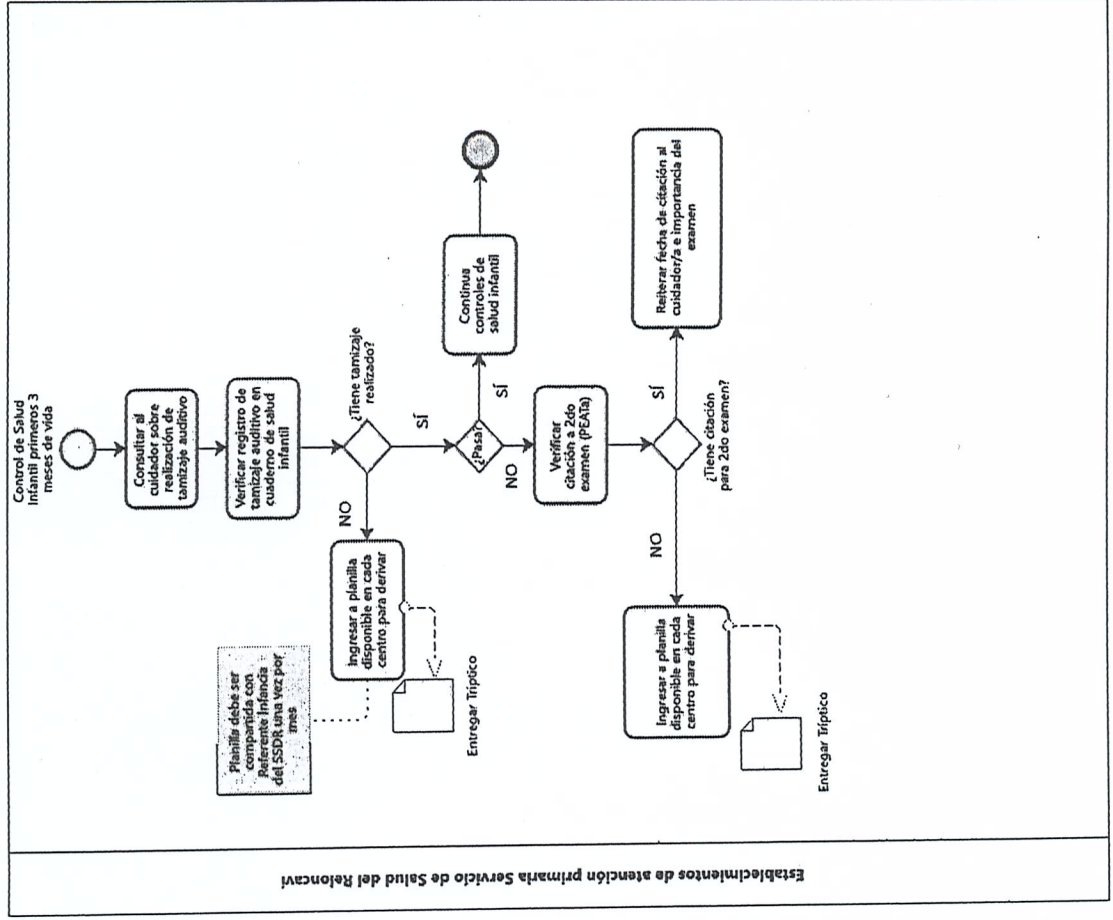 Control de Salud
Infantil primeros 3
meses de vida
Consultar al
cuidador sobre
realización de
tamizaje auditivo
Verificar registro de
tamizaje auditivo en
cuaderno de salud
infantil
¿Tiene tamizaje
realizado?
NO
SÍ
Ingresar a planilla
disponible en cada
centro para derivar
Planilla debe ser
compartida con
Referente Infancia
del SSDR una vez por
mes
Entregar Tríptico
¿Pasar?
SÍ
Continua
controles de
salud infantil
NO
Verificar
citación a 2do
examen (PEATa)
¿Tiene citación
para 2do examen?
SÍ
Reiterar fecha de citación al
cuidador/a e importancia del
examen
NO
Ingresar a planilla
disponible en cada
centro para derivar
Entregar Tríptico
Establecimientos de atención primaria Servicio de Salud del Reloncaví